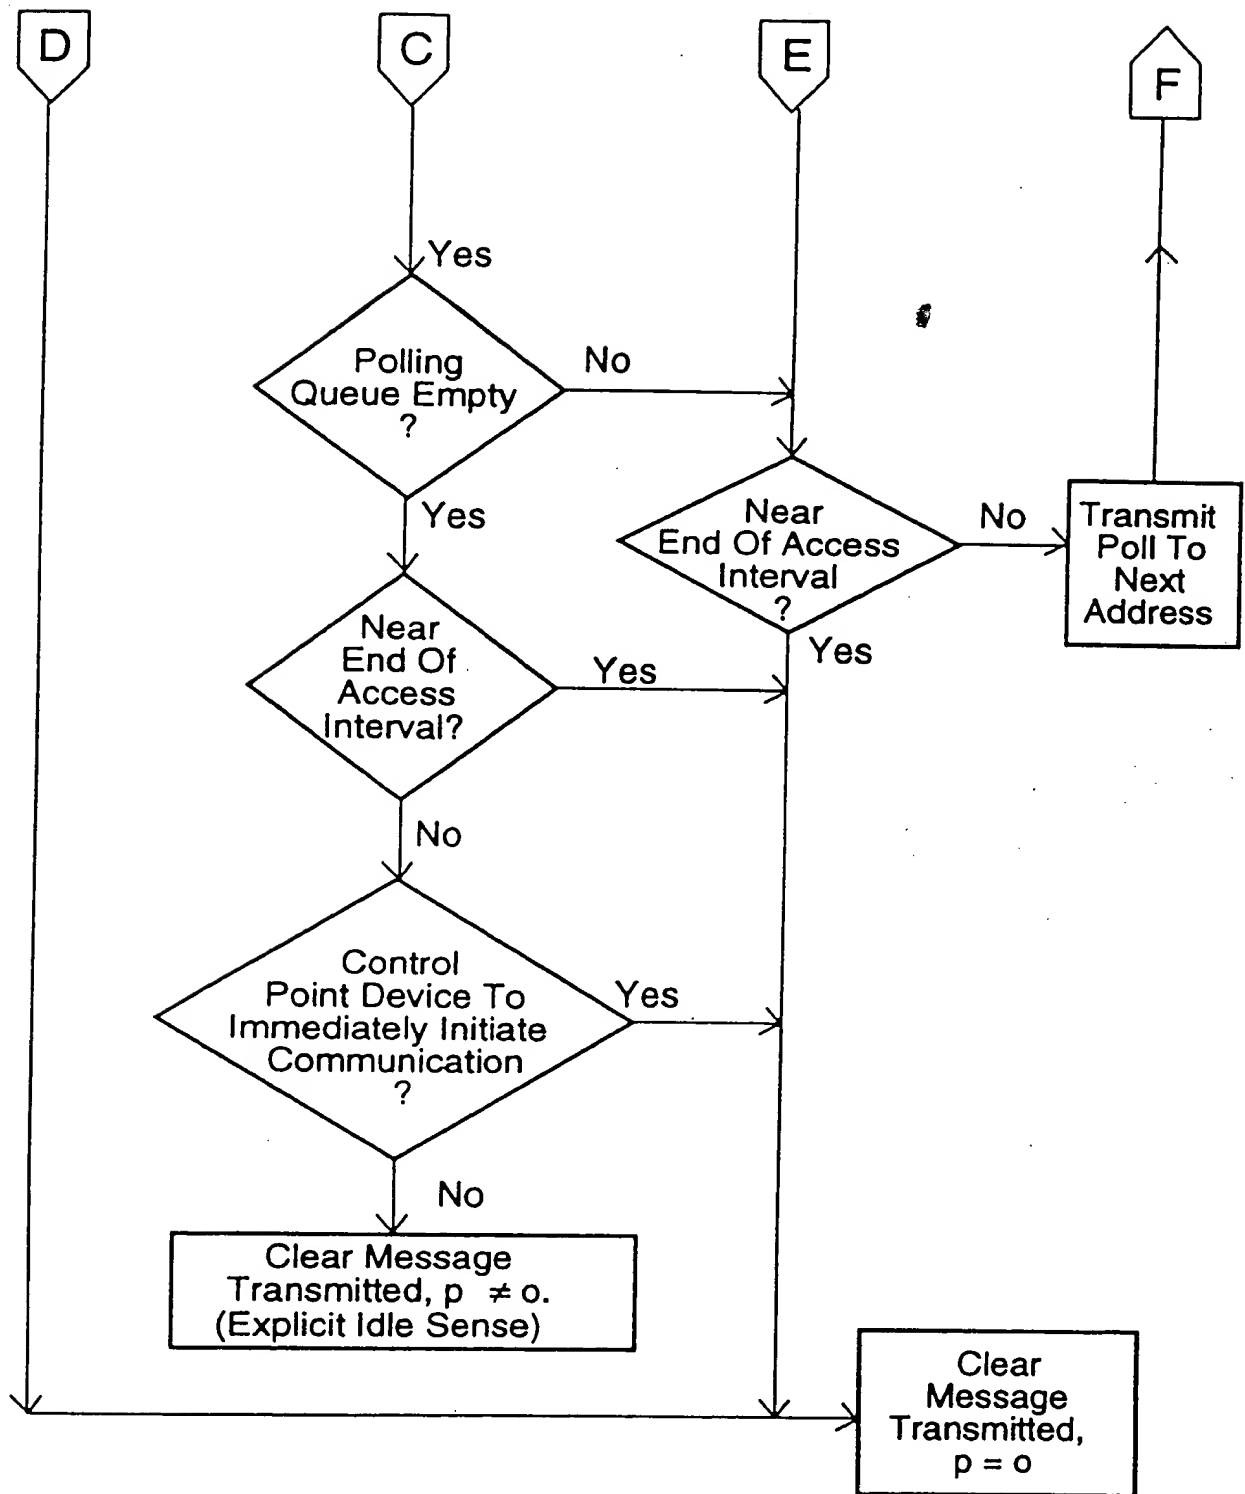 D
C
E
F
Yes
Polling
Queue Empty
?
No
Yes
Near
End Of Access
Interval
?
No
Transmit
Poll To
Next
Address
Yes
Near
End Of
Access
Interval?
Yes
No
Control
Point Device To
Immediately Initiate
Communication
?
Yes
No
Clear Message
Transmitted, p ≠ o.
(Explicit Idle Sense)
Clear
Message
Transmitted,
p = o